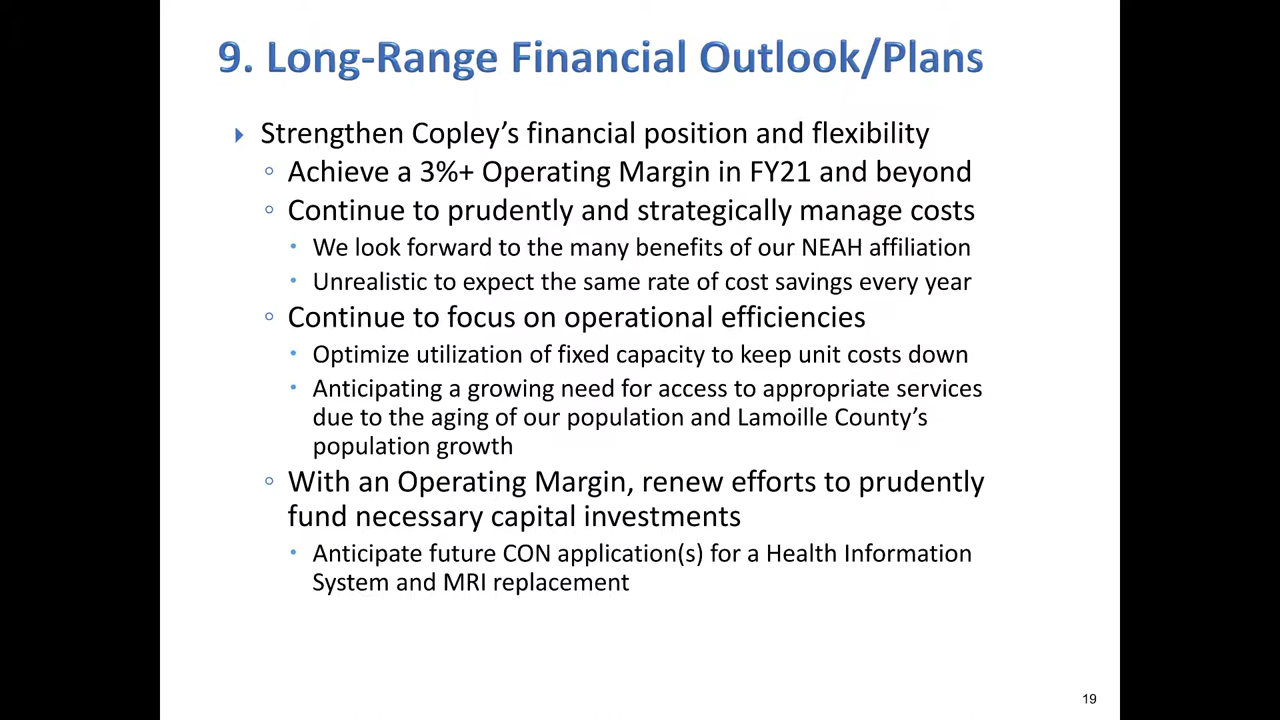 9. Long-Range Financial Outlook/Plans
Strengthen Copley’s financial position and flexibility
Achieve a 3%+ Operating Margin in FY21 and beyond
Continue to prudently and strategically manage costs
We look forward to the many benefits of our NEAH affiliation
Unrealistic to expect the same rate of cost savings every year
Continue to focus on operational efficiencies
Optimize utilization of fixed capacity to keep unit costs down
Anticipating a growing need for access to appropriate services
due to the aging of our population and Lamoille County’s
population growth
With an Operating Margin, renew efforts to prudently
fund necessary capital investments
Anticipate future CON application(s) for a Health Information
System and MRI replacement
19